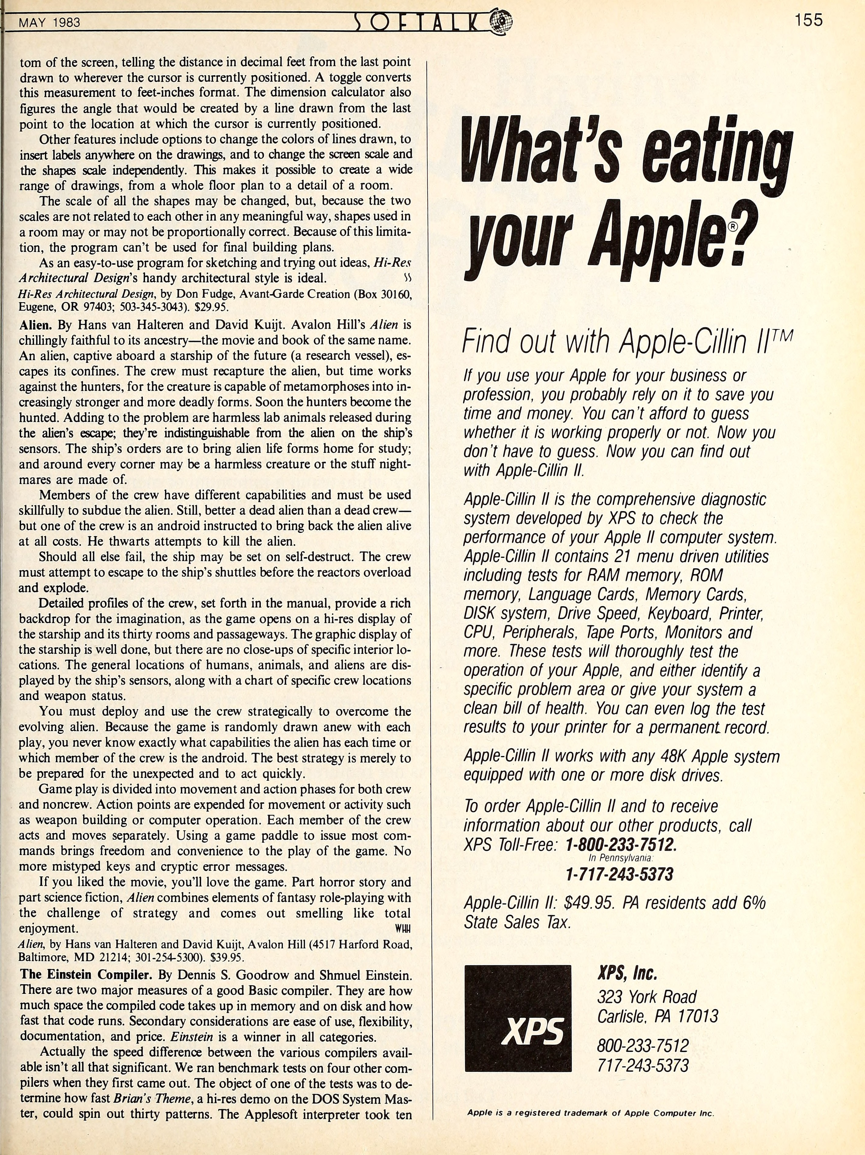 MAY 1983
SOFTALK
155
tom of the screen, telling the distance in decimal feet from the last point
drawn to wherever the cursor is currently positioned. A toggle converts
this measurement to feet-inches format. The dimension calculator also
figures the angle that would be created by a line drawn from the last
point to the location at which the cursor is currently positioned.
Other features include options to change the colors of lines drawn, to
insert labels anywhere on the drawings, and to change the screen scale and
the shapes scale independently. This makes it possible to create a wide
range of drawings, from a whole floor plan to a detail of a room.
The scale of all the shapes may be changed, but, because the two
scales are not related to each other in any meaningful way, shapes used in
a room may or may not be proportionally correct. Because of this limita-
tion, the program can't be used for final building plans.
As an easy-to-use program for sketching and trying out ideas, Hi-Res
Architectural Design's handy architectural style is ideal.
Hi-Res Architectural Design, by Don Fudge, Avant-Garde Creation (Box 30160,
Eugene, OR 97403; 503-345-3043). $29.95.
Alien. By Hans van Halteren and David Kuijt. Avalon Hill's Alien is
chillingly faithful to its ancestry—the movie and book of the same name.
An alien, captive aboard a starship of the future (a research vessel), es-
capes its confines. The crew must recapture the alien, but time works
against the hunters, for the creature is capable of metamorphoses into in-
creasingly stronger and more deadly forms. Soon the hunters become the
hunted. Adding to the problem are harmless lab animals released during
the alien's escape; they're indistinguishable from the alien on the ship's
sensors. The ship's orders are to bring alien life forms home for study;
and around every corner may be a harmless creature or the stuff night-
mares are made of.
Members of the crew have different capabilities and must be used
skillfully to subdue the alien. Still, better a dead alien than a dead crew—
but one of the crew is an android instructed to bring back the alien alive
at all costs. He thwarts attempts to kill the alien.
Should all else fail, the ship may be set on self-destruct. The crew
must attempt to escape to the ship's shuttles before the reactors overload
and explode.
Detailed profiles of the crew, set forth in the manual, provide a rich
backdrop for the imagination, as the game opens on a hi-res display of
the starship and its thirty rooms and passageways. The graphic display of
the starship is well done, but there are no close-ups of specific interior lo-
cations. The general locations of humans, animals, and aliens are dis-
played by the ship's sensors, along with a chart of specific crew locations
and weapon status.
You must deploy and use the crew strategically to overcome the
evolving alien. Because the game is randomly drawn anew with each
play, you never know exactly what capabilities the alien has each time or
which member of the crew is the android. The best strategy is merely to
be prepared for the unexpected and to act quickly.
Game play is divided into movement and action phases for both crew
and noncrew. Action points are expended for movement or activity such
as weapon building or computer operation. Each member of the crew
acts and moves separately. Using a game paddle to issue most com-
mands brings freedom and convenience to the play of the game. No
more mistyped keys and cryptic error messages.
If you liked the movie, you'll love the game. Part horror story and
part science fiction, Alien combines elements of fantasy role-playing with
the challenge of strategy and comes out smelling like total
enjoyment. WHH
Alien, by Hans van Halteren and David Kuijt, Avalon Hill (4517 Harford Road,
Baltimore, MD 21214; 301-254-5300). $39.95.
The Einstein Compiler. By Dennis S. Goodrow and Shmuel Einstein.
There are two major measures of a good Basic compiler. They are how
much space the compiled code takes up in memory and on disk and how
fast that code runs. Secondary considerations are ease of use, flexibility,
documentation, and price. Einstein is a winner in all categories.
Actually the speed difference between the various compilers avail-
able isn't all that significant. We ran benchmark tests on four other com-
pilers when they first came out. The object of one of the tests was to de-
termine how fast Brian's Theme, a hi-res demo on the DOS System Mas-
ter, could spin out thirty patterns. The Applesoft interpreter took ten
What's eating
your Apple®?
Find out with Apple-Cillin II™
If you use your Apple for your business or
profession, you probably rely on it to save you
time and money. You can't afford to guess
whether it is working properly or not. Now you
don't have to guess. Now you can find out
with Apple-Cillin II.
Apple-Cillin II is the comprehensive diagnostic
system developed by XPS to check the
performance of your Apple II computer system.
Apple-Cillin II contains 21 menu driven utilities
including tests for RAM memory, ROM
memory, Language Cards, Memory Cards,
DISK system, Drive Speed, Keyboard, Printer,
CPU, Peripherals, Tape Ports, Monitors and
more. These tests will thoroughly test the
operation of your Apple, and either identify a
specific problem area or give your system a
clean bill of health. You can even log the test
results to your printer for a permanent record.
Apple-Cillin II works with any 48K Apple system
equipped with one or more disk drives.
To order Apple-Cillin II and to receive
information about our other products, call
XPS Toll-Free: 1-800-233-7512.
In Pennsylvania:
1-717-243-5373
Apple-Cillin II: $49.95. PA residents add 6%
State Sales Tax.
XPS
XPS, Inc.
323 York Road
Carlisle, PA 17013
800-233-7512
717-243-5373
Apple is a registered trademark of Apple Computer Inc.